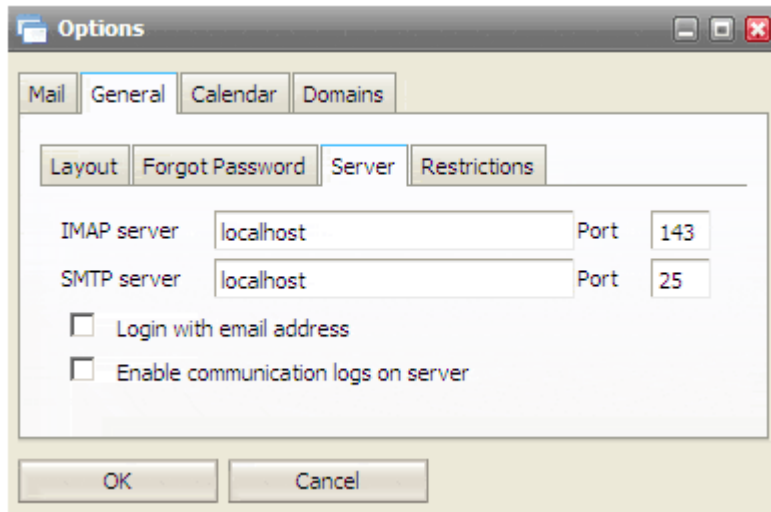 Options
Mail General Calendar Domains
Layout Forgot Password Server Restrictions
IMAP server localhost Port 143
SMTP server localhost Port 25
Login with email address
Enable communication logs on server
OK Cancel